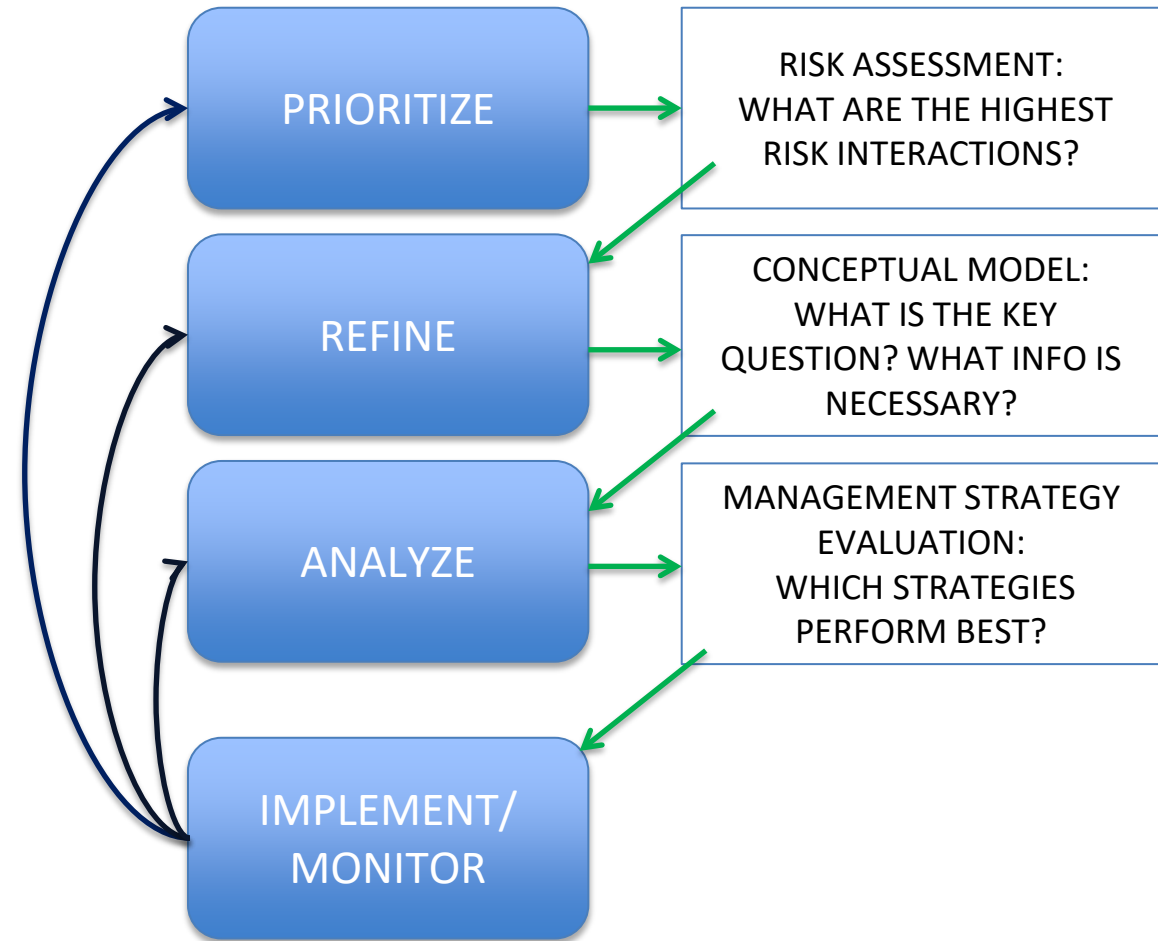 PRIORITIZE
RISK ASSESSMENT:
WHAT ARE THE HIGHEST
RISK INTERACTIONS?
REFINE
CONCEPTUAL MODEL:
WHAT IS THE KEY
QUESTION? WHAT INFO IS
NECESSARY?
ANALYZE
MANAGEMENT STRATEGY
EVALUATION:
WHICH STRATEGIES
PERFORM BEST?
IMPLEMENT/
MONITOR